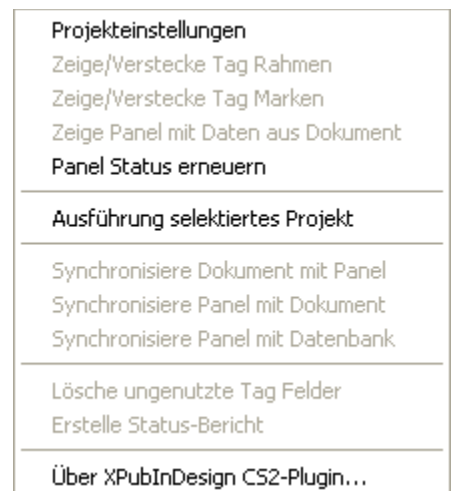 Projekteinstellungen
Zeige/Verstecke Tag Rahmen
Zeige/Verstecke Tag Marken
Zeige Panel mit Daten aus Dokument
Panel Status erneuern
Ausführung selektiertes Projekt
Synchronisiere Dokument mit Panel
Synchronisiere Panel mit Dokument
Synchronisiere Panel mit Datenbank
Lösche ungenutzte Tag Felder
Erstelle Status-Bericht
Über XPubInDesign CS2-Plugin...